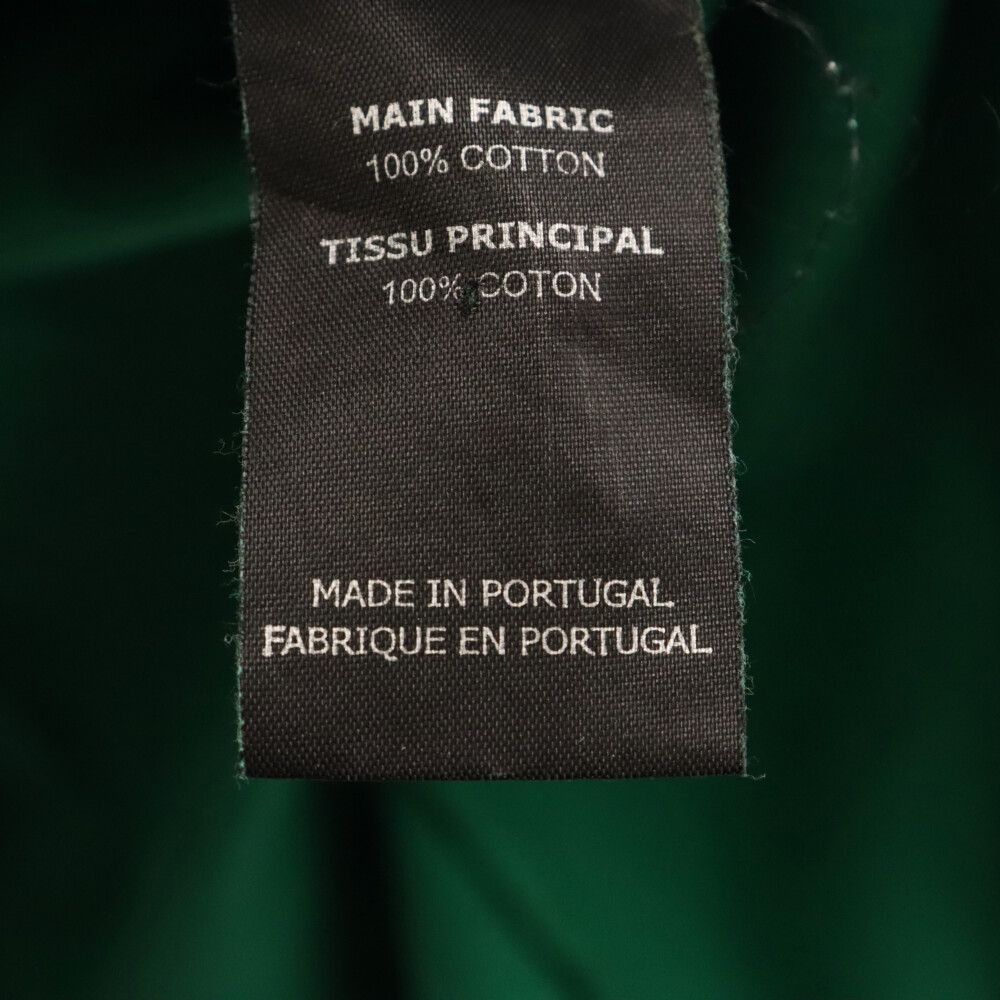 MAIN FABRIC
100% COTTON
TISSU PRINCIPAL
100% COTON
MADE IN PORTUGAL
FABRIQUE EN PORTUGAL